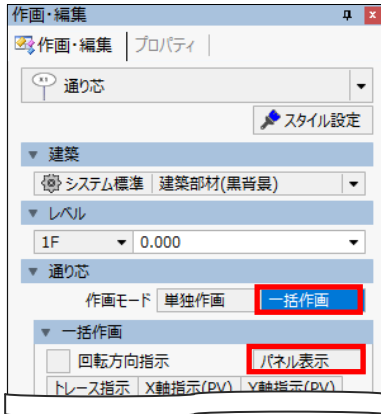 作画・編集
作画・編集 プロパティ
X1 通り芯
スタイル設定
建築
システム標準 建築部材(黒背景)
レベル
1F 0.000
通り芯
作画モード 単独作画 一括作画
一括作画
回転方向指示 パネル表示
トレース指示 X軸指示(PV) Y軸指示(PV)